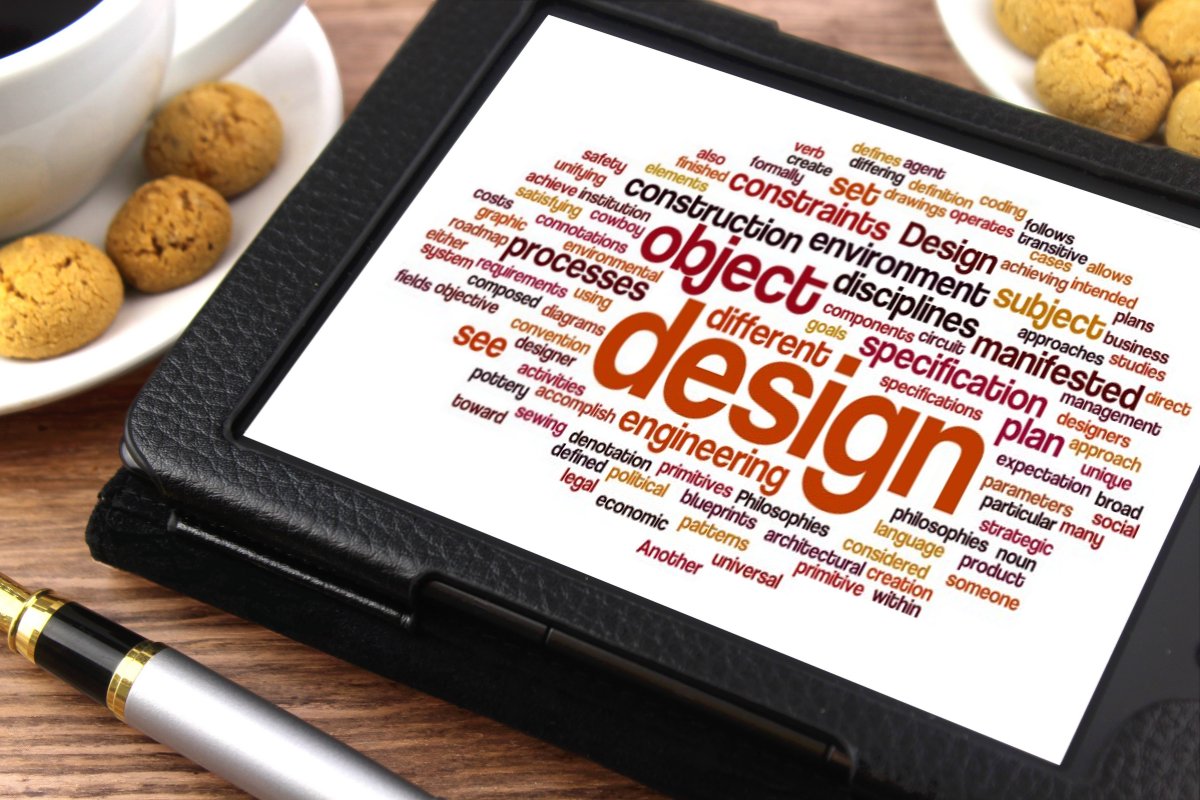 verb
defines agent
also
create
differing
safety
finished
formally
definition
coding
unifying
elements
constraints
set
drawings
operates
follows
achieve institution
construction
Design
transitive
costs
satisfying
cowboy
environment
cases
allows
graphic
connotations
object
achieving intended
roadmap
processes
environmental
disciplines
subject
plans
either
system requirements
using
components circuit
approaches
business
fields objective
composed
diagrams
different
goals
manifested
studies
see
convention
specification
management
direct
designer
design
specifications
designers
pottery
activities
plan
approach
toward
accomplish
engineering
expectation
unique
sewing
denotation
primitives
parameters
broad
defined
political
Philosophies
particular
social
legal
blueprints
philosophies
strategic
many
economic
patterns
architectural
language
noun
considered
product
Another
universal
primitive
creation
someone
within